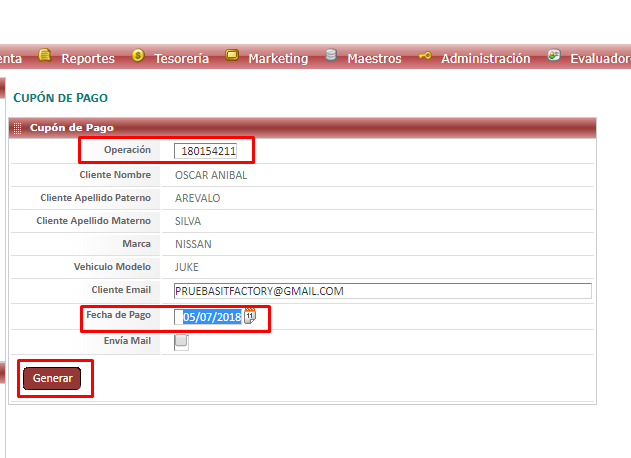 enta Reportes Tesorería Marketing Maestros Administración Evaluador
CUPÓN DE PAGO
Cupón de Pago
Operación 180154211
Cliente Nombre OSCAR ANIBAL
Cliente Apellido Paterno AREVALO
Cliente Apellido Materno SILVA
Marca NISSAN
Vehiculo Modelo JUKE
Cliente Email PRUEBASITFACTORY@GMAIL.COM
Fecha de Pago 05/07/2018 11
Envía Mail
Generar